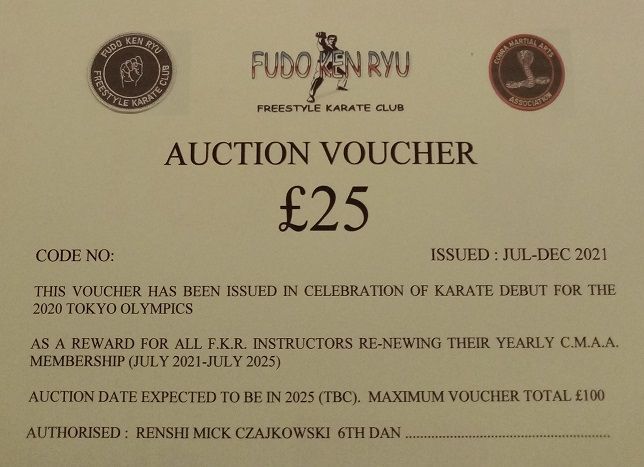 FUDO KEN RYU
FREESTYLE KARATE CLUB
FUDO KEN RYU
FREESTYLE KARATE CLUB
COBRA MARTIAL ARTS
ASSOCIATION
AUCTION VOUCHER
£25
CODE NO: ISSUED : JUL-DEC 2021
THIS VOUCHER HAS BEEN ISSUED IN CELEBRATION OF KARATE DEBUT FOR THE
2020 TOKYO OLYMPICS
AS A REWARD FOR ALL F.K.R. INSTRUCTORS RE-NEWING THEIR YEARLY C.M.A.A.
MEMBERSHIP (JULY 2021-JULY 2025)
AUCTION DATE EXPECTED TO BE IN 2025 (TBC). MAXIMUM VOUCHER TOTAL £100
AUTHORISED : RENSHI MICK CZAJKOWSKI 6TH DAN ......................................................